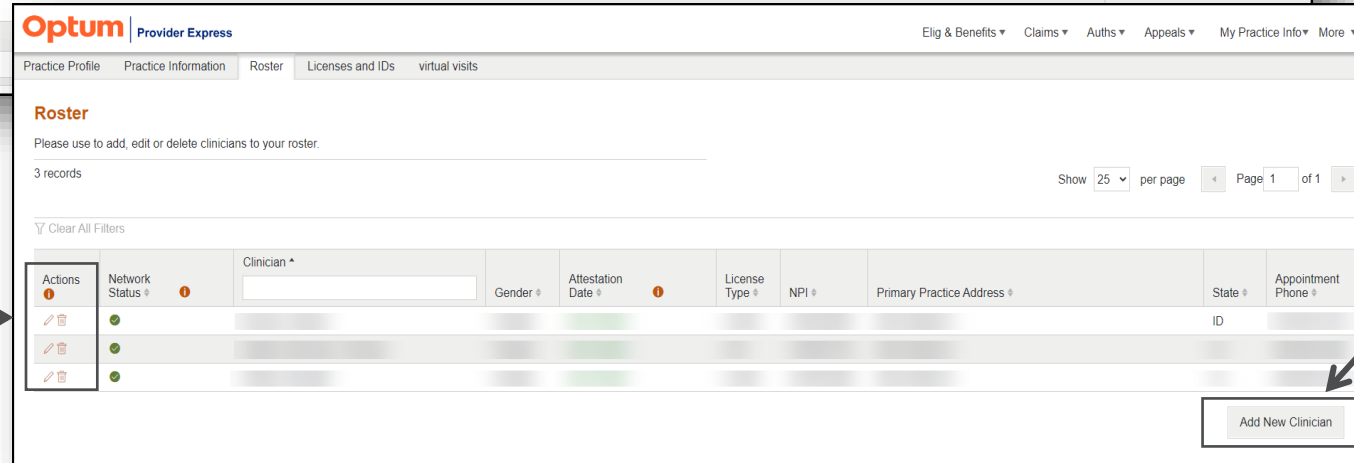 Optum Provider Express Elig & Benefits Claims Auths Appeals My Practice Info More
Practice Profile Practice Information Roster Licenses and IDs virtual visits
Roster
Please use to add, edit or delete clinicians to your roster.
3 records
Show 25 per page Page 1 of 1
Clear All Filters
Actions Network Status Clinician Gender Attestation Date License Type NPI Primary Practice Address State Appointment Phone
ID
Add New Clinician